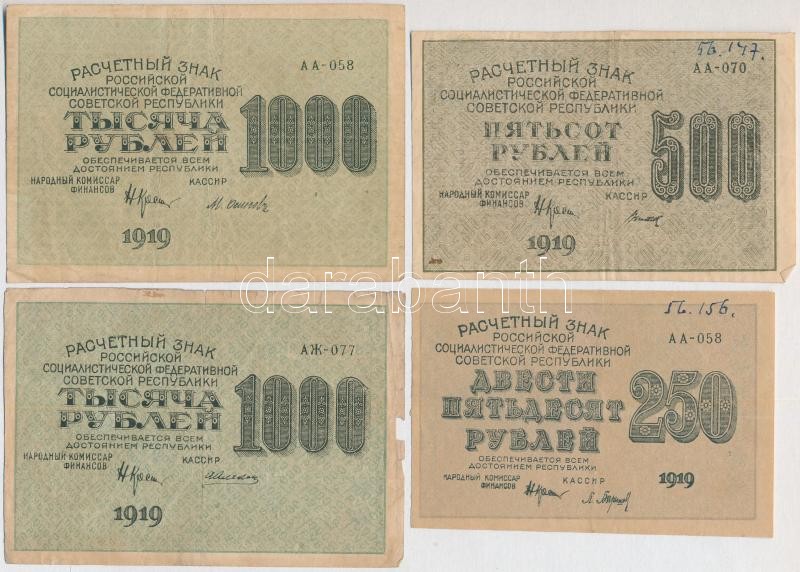 РАСЧЕТНЫЙ ЗНАК
РОССИЙСКОЙ
СОЦИАЛИСТИЧЕСКОЙ ФЕДЕРАТИВНОЙ
СОВЕТСКОЙ РЕСПУБЛИКИ
ТЫСЯЧА
РУБЛЕЙ
ОБЕСПЕЧИВАЕТСЯ ВСЕМ
ДОСТОЯНИЕМ РЕСПУБЛИКИ
НАРОДНЫЙ КОМИССАР
ФИНАНСОВ
КАССИР
1919
АА-058
1000
56.147.
РАСЧЕТНЫЙ ЗНАК
РОССИЙСКОЙ
СОЦИАЛИСТИЧЕСКОЙ ФЕДЕРАТИВНОЙ
СОВЕТСКОЙ РЕСПУБЛИКИ
ПЯТЬСОТ
РУБЛЕЙ
ОБЕСПЕЧИВАЕТСЯ ВСЕМ
ДОСТОЯНИЕМ РЕСПУБЛИКИ
НАРОДНЫЙ КОМИССАР
ФИНАНСОВ
КАССИР
1919
АА-070
500
darabanth
РАСЧЕТНЫЙ ЗНАК
РОССИЙСКОЙ
СОЦИАЛИСТИЧЕСКОЙ ФЕДЕРАТИВНОЙ
СОВЕТСКОЙ РЕСПУБЛИКИ
ТЫСЯЧА
РУБЛЕЙ
ОБЕСПЕЧИВАЕТСЯ ВСЕМ
ДОСТОЯНИЕМ РЕСПУБЛИКИ
НАРОДНЫЙ КОМИССАР
ФИНАНСОВ
КАССИР
1919
АЖ-077
1000
56.156.
РАСЧЕТНЫЙ ЗНАК
РОССИЙСКОЙ
СОЦИАЛИСТИЧЕСКОЙ ФЕДЕРАТИВНОЙ
СОВЕТСКОЙ РЕСПУБЛИКИ
ДВЕСТИ
ПЯТЬДЕСЯТ
РУБЛЕЙ
ОБЕСПЕЧИВАЕТСЯ ВСЕМ
ДОСТОЯНИЕМ РЕСПУБЛИКИ
НАРОДНЫЙ КОМИССАР
ФИНАНСОВ
КАССИР
1919
АА-058
250